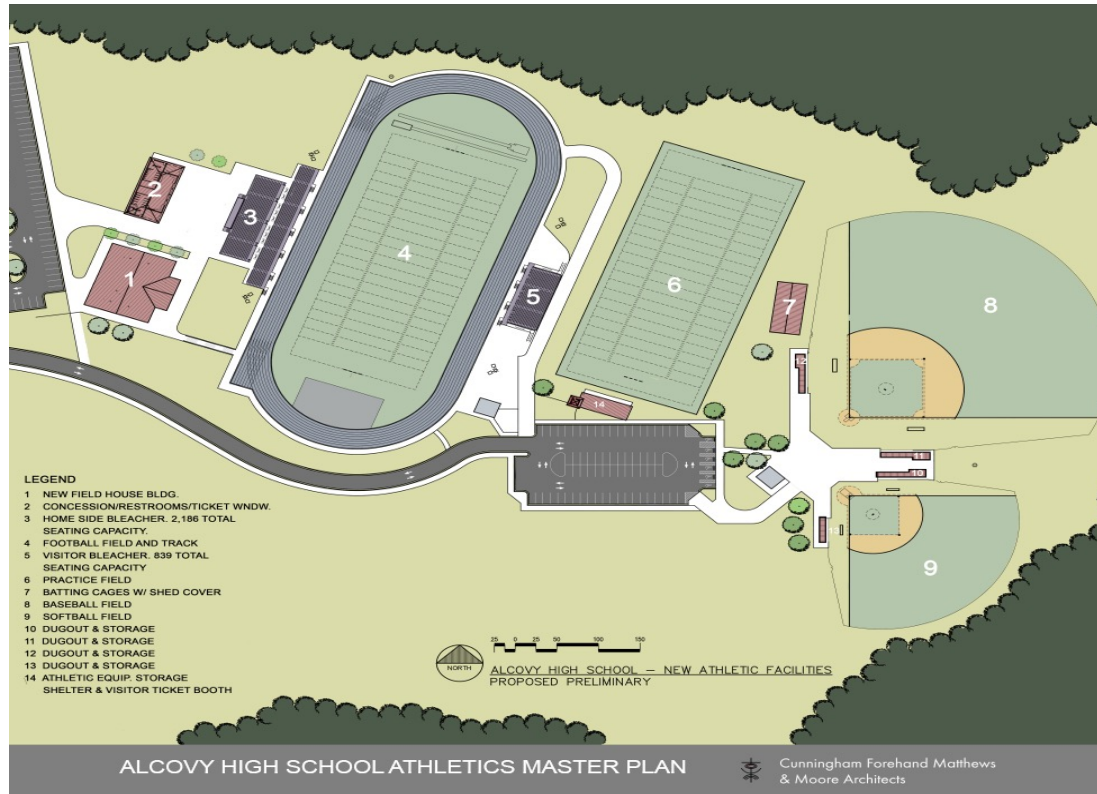 2
3
1
4
5
6
7
8
12
14
11
10
13
9
LEGEND
1 NEW FIELD HOUSE BLDG.
2 CONCESSION/RESTROOMS/TICKET WNDW.
3 HOME SIDE BLEACHER. 2,186 TOTAL
SEATING CAPACITY.
4 FOOTBALL FIELD AND TRACK
5 VISITOR BLEACHER. 839 TOTAL
SEATING CAPACITY
6 PRACTICE FIELD
7 BATTING CAGES W/ SHED COVER
8 BASEBALL FIELD
9 SOFTBALL FIELD
10 DUGOUT & STORAGE
11 DUGOUT & STORAGE
12 DUGOUT & STORAGE
13 DUGOUT & STORAGE
14 ATHLETIC EQUIP. STORAGE
SHELTER & VISITOR TICKET BOOTH
NORTH
25 0 25 50 100 150
ALCOVY HIGH SCHOOL – NEW ATHLETIC FACILITIES
PROPOSED PRELIMINARY
ALCOVY HIGH SCHOOL ATHLETICS MASTER PLAN
Cunningham Forehand Matthews
& Moore Architects